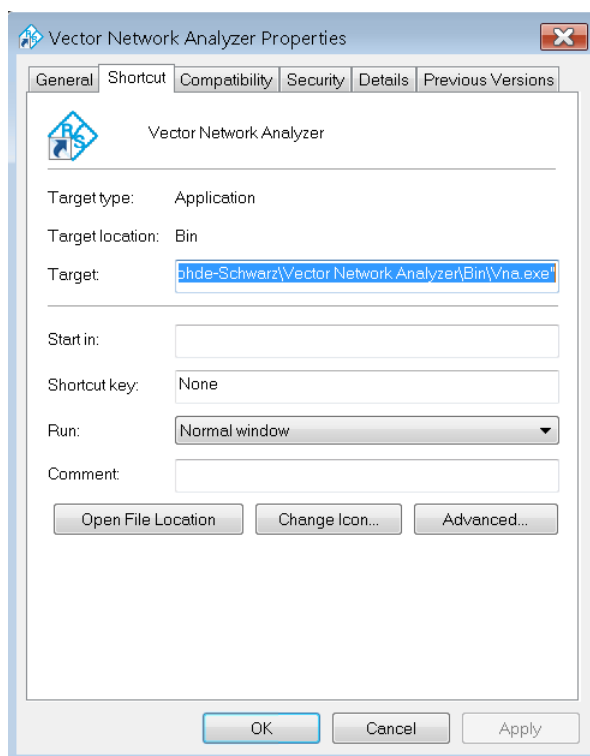 Vector Network Analyzer Properties
General Shortcut Compatibility Security Details Previous Versions
R S
Vector Network Analyzer
Target type: Application
Target location: Bin
Target: ohde-Schwarz\Vector Network Analyzer\Bin\Vna.exe"
Start in:
Shortcut key: None
Run: Normal window
Comment:
Open File Location Change Icon... Advanced...
OK Cancel Apply